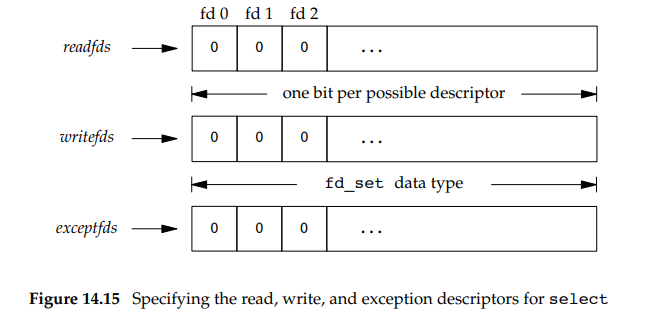 fd 0 fd 1 fd 2
readfds 0 0 0 ...
one bit per possible descriptor
writefds 0 0 0 ...
fd_set data type
exceptfds 0 0 0 ...
Figure 14.15 Specifying the read, write, and exception descriptors for select